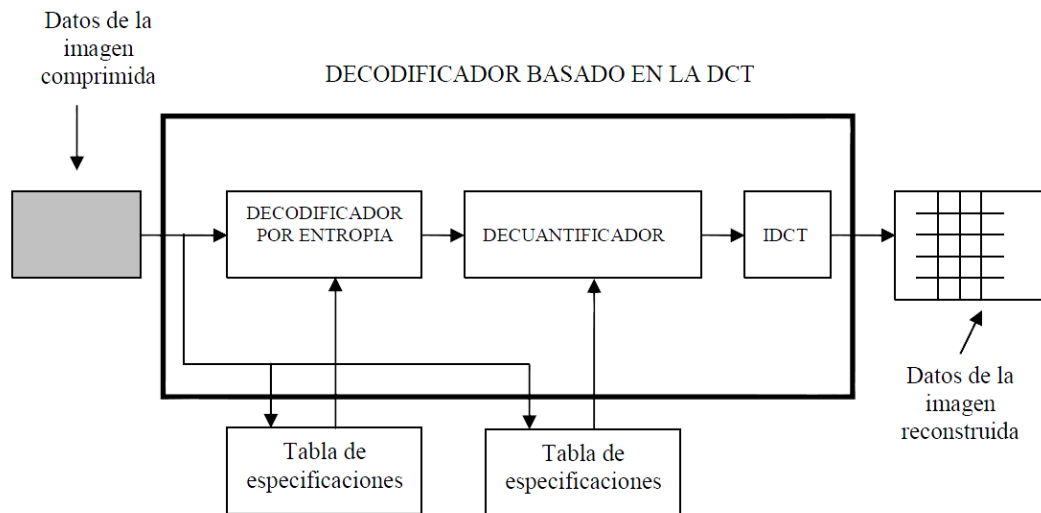 Datos de la
imagen
comprimida
DECODIFICADOR BASADO EN LA DCT
DECODIFICADOR
POR ENTROPIA
DECUANTIFICADOR
IDCT
Tabla de
especificaciones
Tabla de
especificaciones
Datos de la
imagen
reconstruida